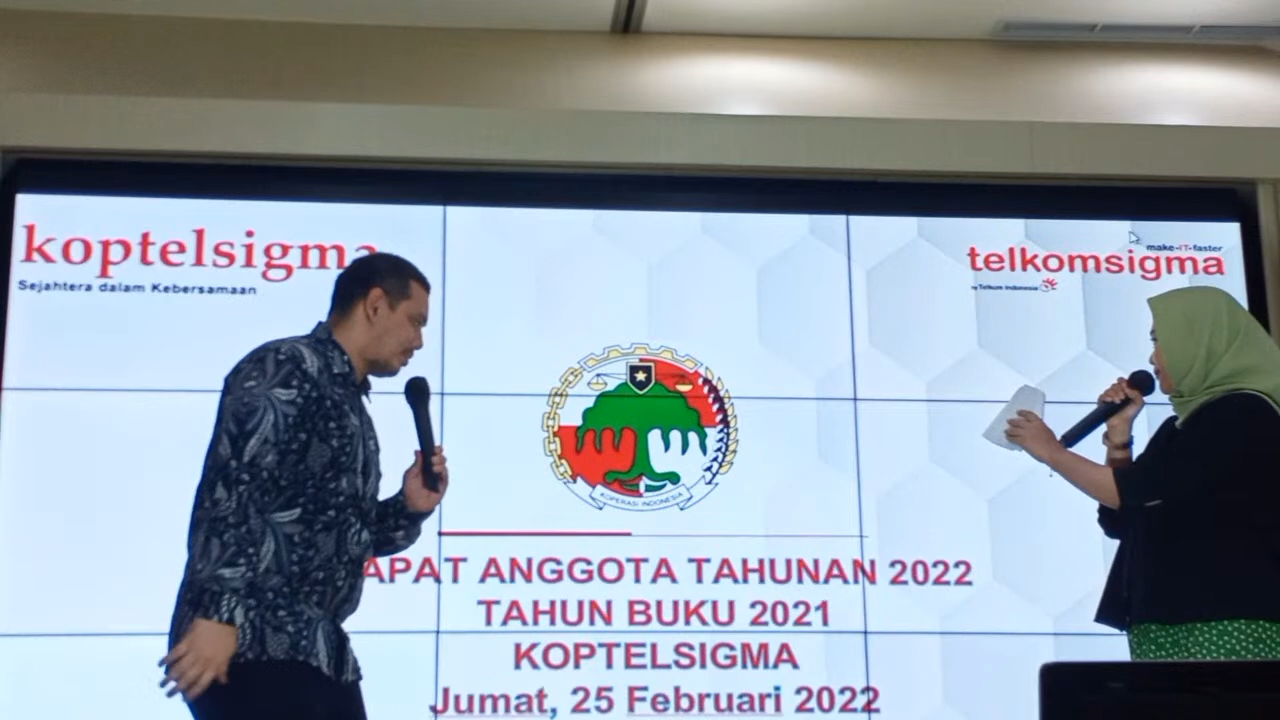 koptelsigma
Sejahtera dalam Kebersamaan
make-IT-faster
telkomsigma
by Telkom Indonesia
KOPERASI INDONESIA
APAT ANGGOTA TAHUNAN 2022
TAHUN BUKU 2021
KOPTELSIGMA
Jumat, 25 Februari 2022